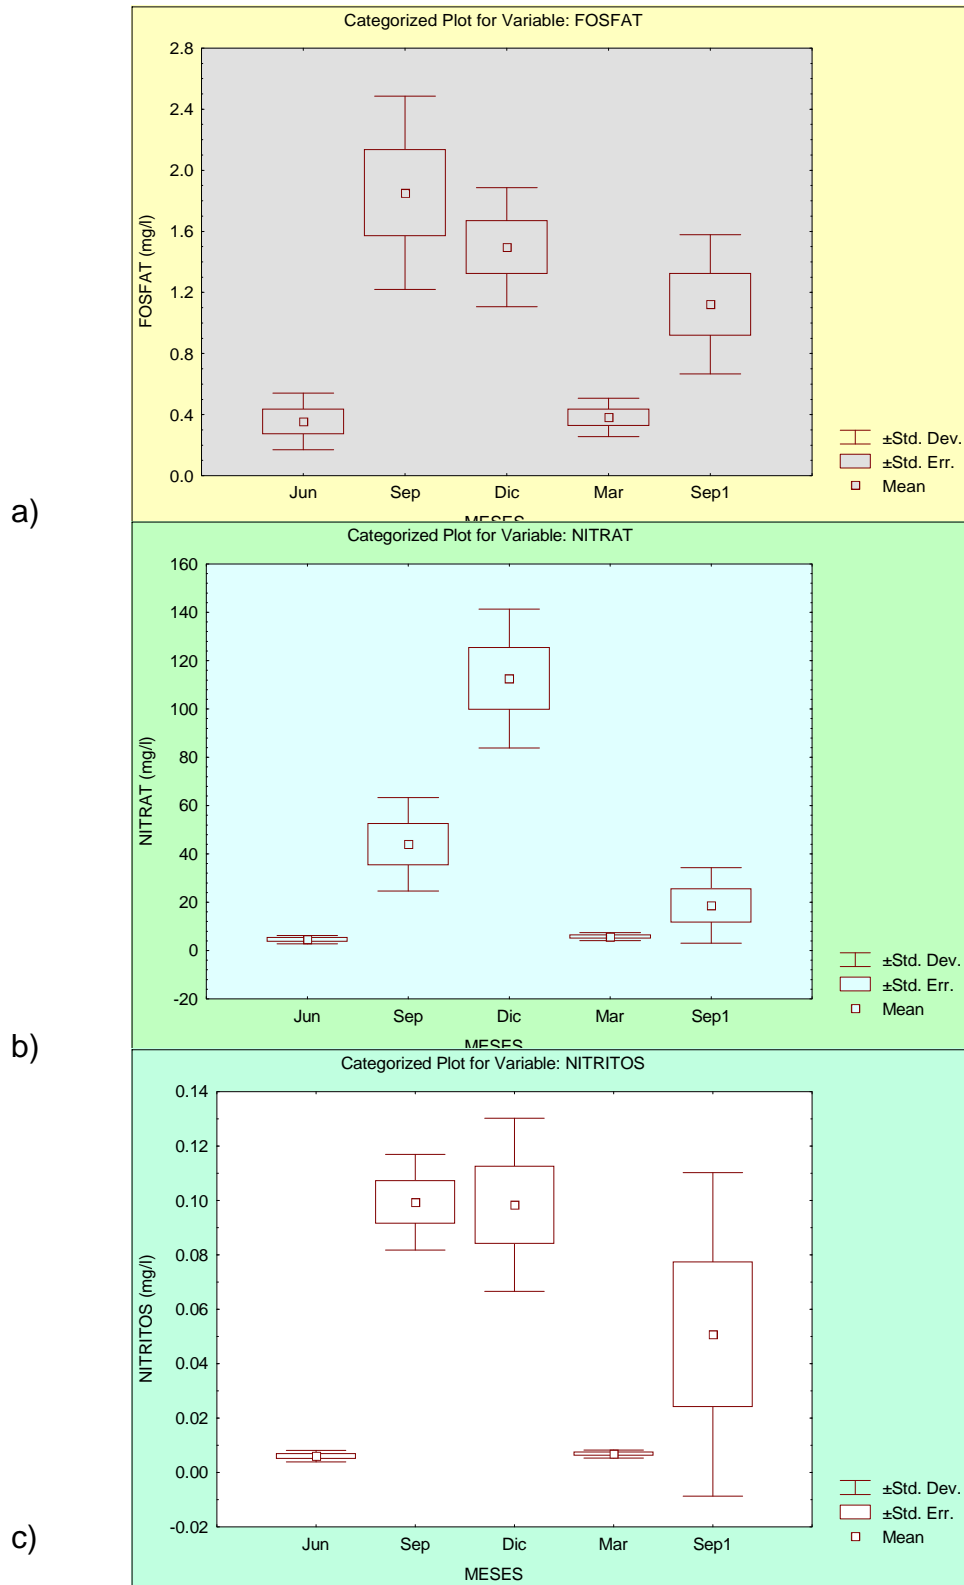 Categorized Plot for Variable: FOSFAT
FOSFAT (mg/l)
2.8
2.4
2.0
1.6
1.2
0.8
0.4
0.0
Jun Sep Dic Mar Sep1
MESES
±Std. Dev.
±Std. Err.
Mean
a)
Categorized Plot for Variable: NITRAT
NITRAT (mg/l)
160
140
120
100
80
60
40
20
0
-20
Jun Sep Dic Mar Sep1
MESES
±Std. Dev.
±Std. Err.
Mean
b)
Categorized Plot for Variable: NITRITOS
NITRITOS (mg/l)
0.14
0.12
0.10
0.08
0.06
0.04
0.02
0.00
-0.02
Jun Sep Dic Mar Sep1
MESES
±Std. Dev.
±Std. Err.
Mean
c)